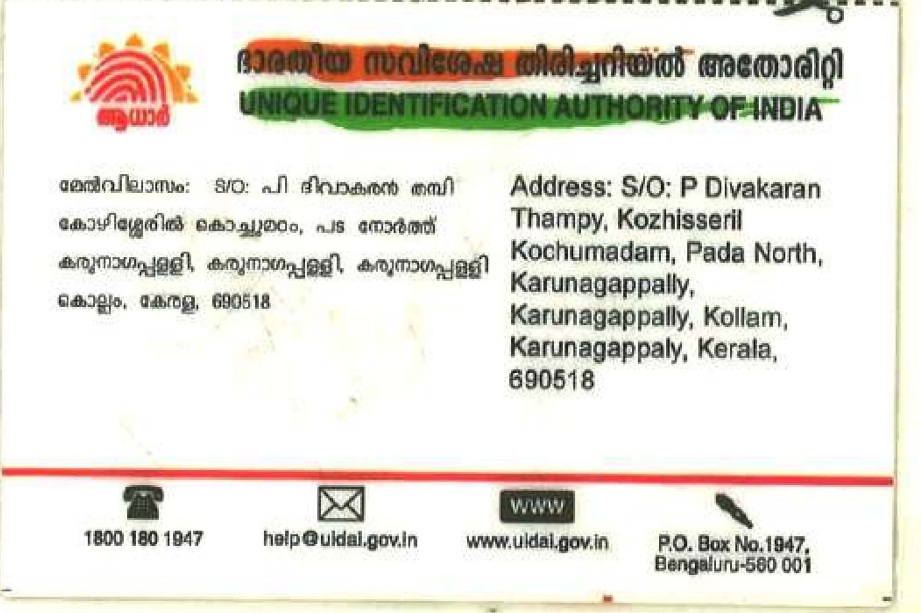 ഭാരതീയ സവിശേഷ തിരിച്ചറിയൽ അതോരിറ്റി
UNIQUE IDENTIFICATION AUTHORITY OF INDIA
ആധാർ
മേൽവിലാസം: S/O: പി ദിവാകരൻ തമ്പി
കോഴിശ്ശേരിൽ കൊച്ചുമഠം, പട നോർത്ത്
കരുനാഗപ്പള്ളി, കരുനാഗപ്പള്ളി, കരുനാഗപ്പള്ളി
കൊല്ലം, കേരള, 690518
Address: S/O: P Divakaran
Thampy, Kozhisseril
Kochumadam, Pada North,
Karunagappally,
Karunagappally, Kollam,
Karunagappaly, Kerala,
690518
1800 180 1947
help@uidai.gov.in
www
www.uidai.gov.in
P.O. Box No.1947,
Bengaluru-560 001